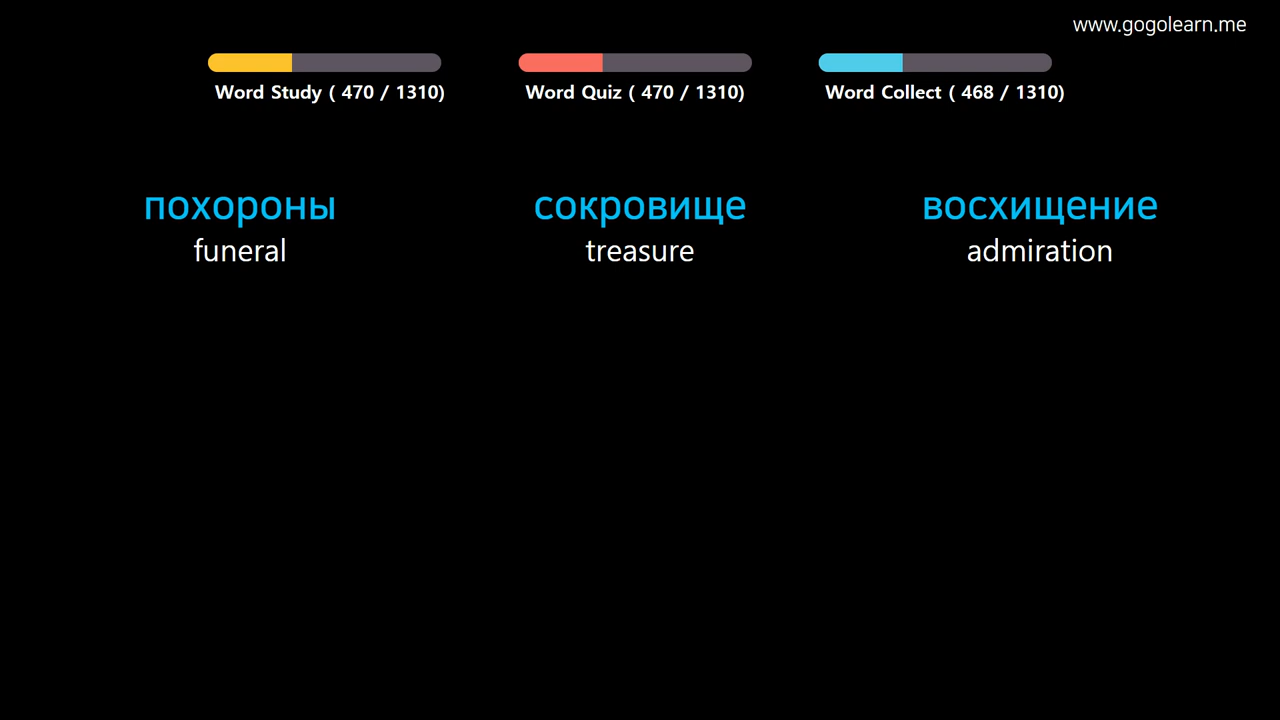 www.gogolearn.me
Word Study ( 470 / 1310)
Word Quiz ( 470 / 1310)
Word Collect ( 468 / 1310)
похороны
funeral
сокровище
treasure
восхищение
admiration